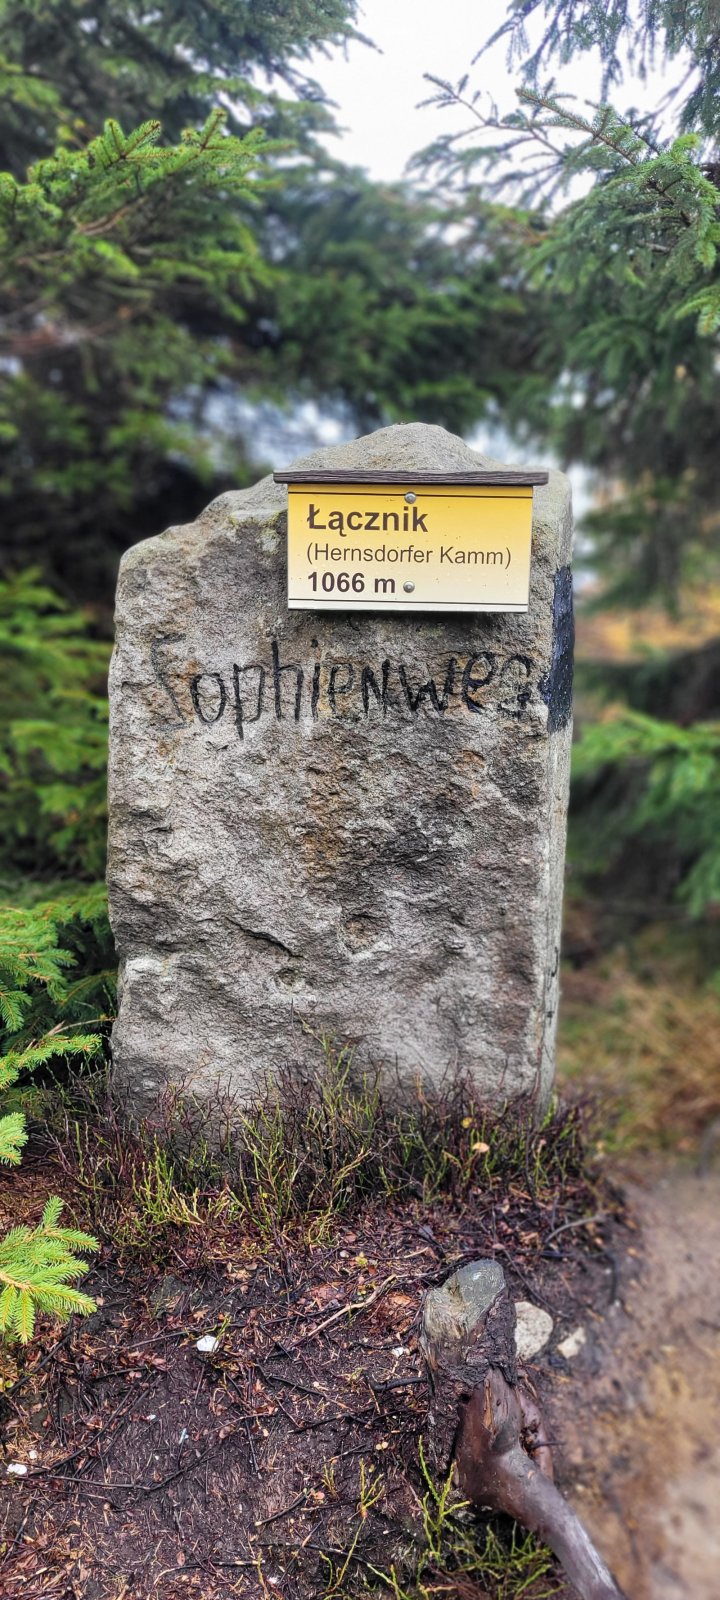 Łącznik
(Hernsdorfer Kamm)
1066 m
Sophienweg